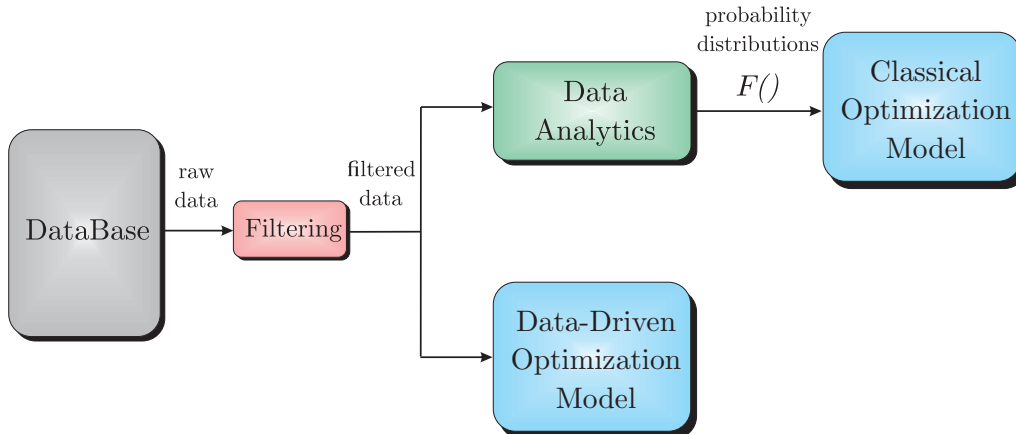 DataBase
raw
data
Filtering
filtered
data
Data
Analytics
probability
distributions
F()
Classical
Optimization
Model
Data-Driven
Optimization
Model